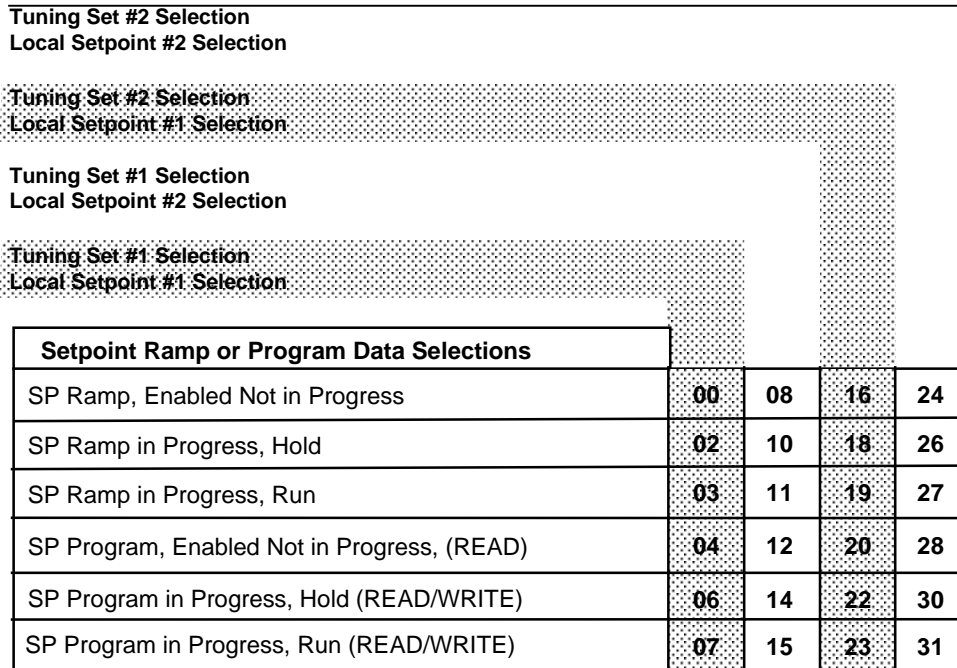 Tuning Set #2 Selection
Local Setpoint #2 Selection
Tuning Set #2 Selection
Local Setpoint #1 Selection
Tuning Set #1 Selection
Local Setpoint #2 Selection
Tuning Set #1 Selection
Local Setpoint #1 Selection
Setpoint Ramp or Program Data Selections
SP Ramp, Enabled Not in Progress 00 08 16 24
SP Ramp in Progress, Hold 02 10 18 26
SP Ramp in Progress, Run 03 11 19 27
SP Program, Enabled Not in Progress, (READ) 04 12 20 28
SP Program in Progress, Hold (READ/WRITE) 06 14 22 30
SP Program in Progress, Run (READ/WRITE) 07 15 23 31